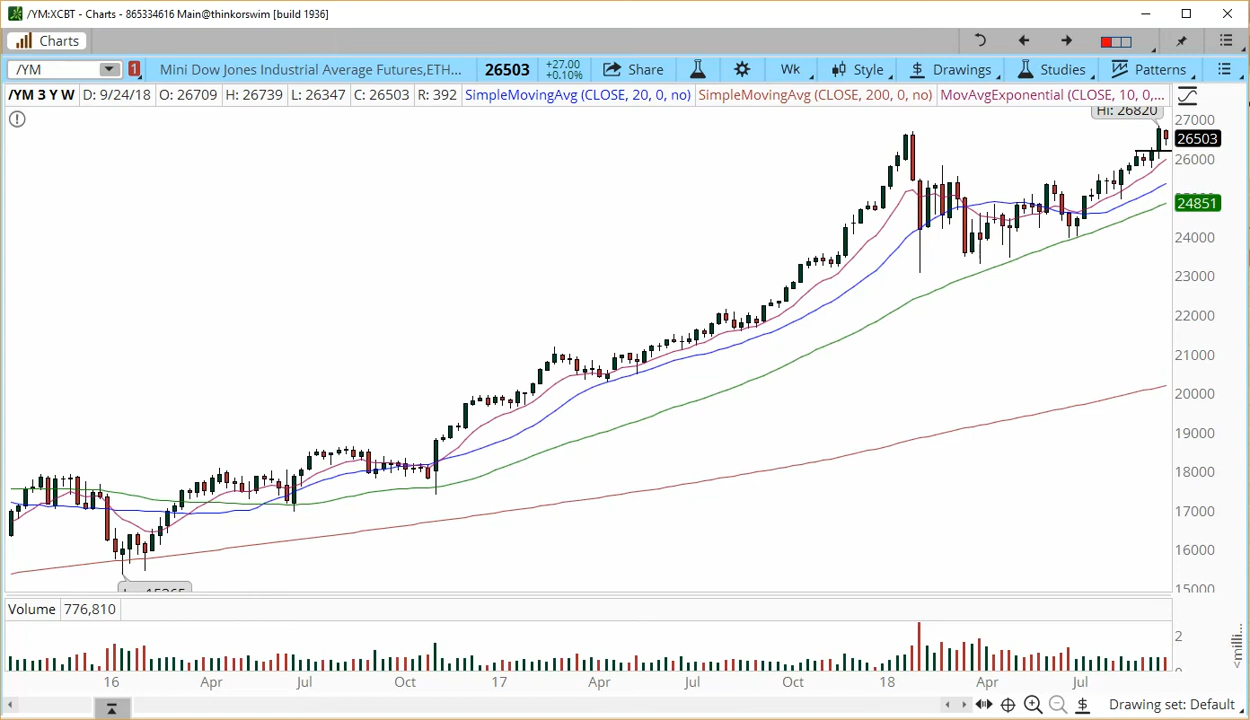 /YM:XCBT - Charts - 865334616 Main@thinkorswim [build 1936]
Charts
/YM 1 Mini Dow Jones Industrial Average Futures,ETH... 26503 +27.00 +0.10% Share Wk Style $ Drawings Studies Patterns
/YM 3 Y W D: 9/24/18 O: 26709 H: 26739 L: 26347 C: 26503 R: 392 SimpleMovingAvg (CLOSE, 20, 0, no) SimpleMovingAvg (CLOSE, 200, 0, no) MovAvgExponential (CLOSE, 10, 0,...
Hi: 26820
27000
26503
26000
24851
24000
23000
22000
21000
20000
19000
18000
17000
16000
15000
Volume 776,810
2
0
<milli...
16 Apr Jul Oct 17 Apr Jul Oct 18 Apr Jul
$ Drawing set: Default